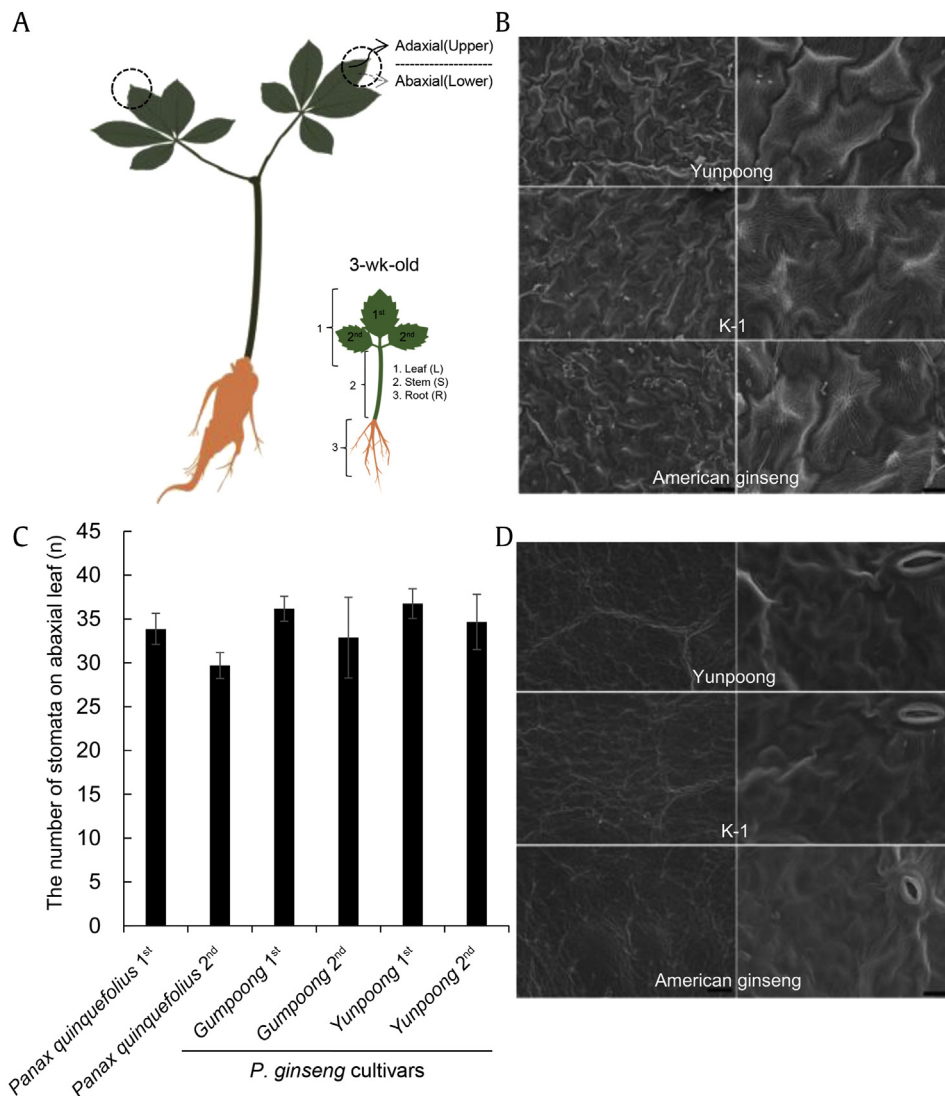 A
Adaxial(Upper)
Abaxial(Lower)
3-wk-old
1
1st
2nd
2nd
2
1. Leaf (L)
2. Stem (S)
3. Root (R)
3
B
Yunpoong
K-1
American ginseng
C
The number of stomata on abaxial leaf (n)
45
40
35
30
25
20
15
10
5
0
Panax quinquefolius 1st
Panax quinquefolius 2nd
Gumpoong 1st
Gumpoong 2nd
Yunpoong 1st
Yunpoong 2nd
P. ginseng cultivars
D
Yunpoong
K-1
American ginseng